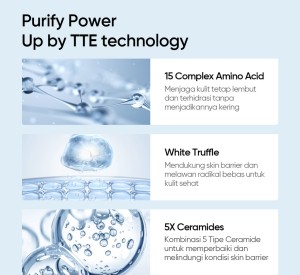 Purify Power
Up by TTE technology
15 Complex Amino Acid
Menjaga kulit tetap lembut
dan terhidrasi tanpa
menjadikannya kering
White Truffle
Mendukung skin barrier dan
melawan radikal bebas untuk
kulit sehat
5X Ceramides
Kombinasi 5 Tipe Ceramide
untuk memperbaiki dan
melindungi kondisi skin barrier